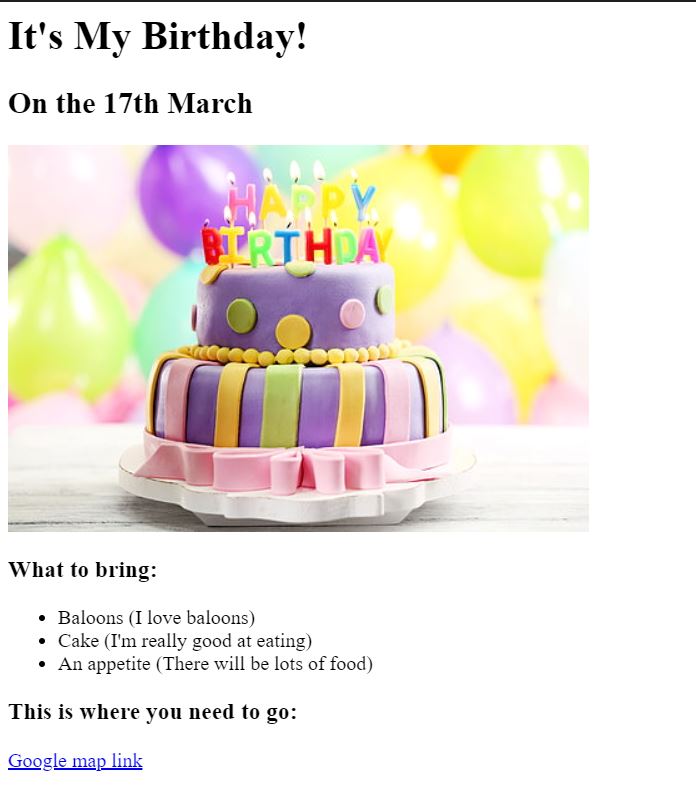 It's My Birthday!
On the 17th March
HAPPY
BIRTHDAY
What to bring:
Baloons (I love baloons)
Cake (I'm really good at eating)
An appetite (There will be lots of food)
This is where you need to go:
Google map link